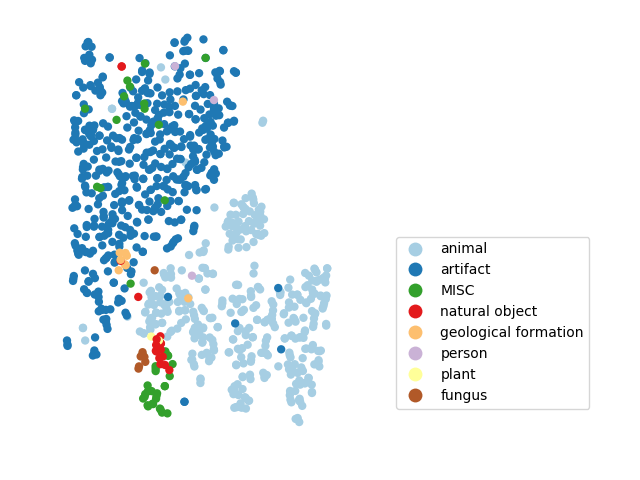 animal
artifact
MISC
natural object
geological formation
person
plant
fungus